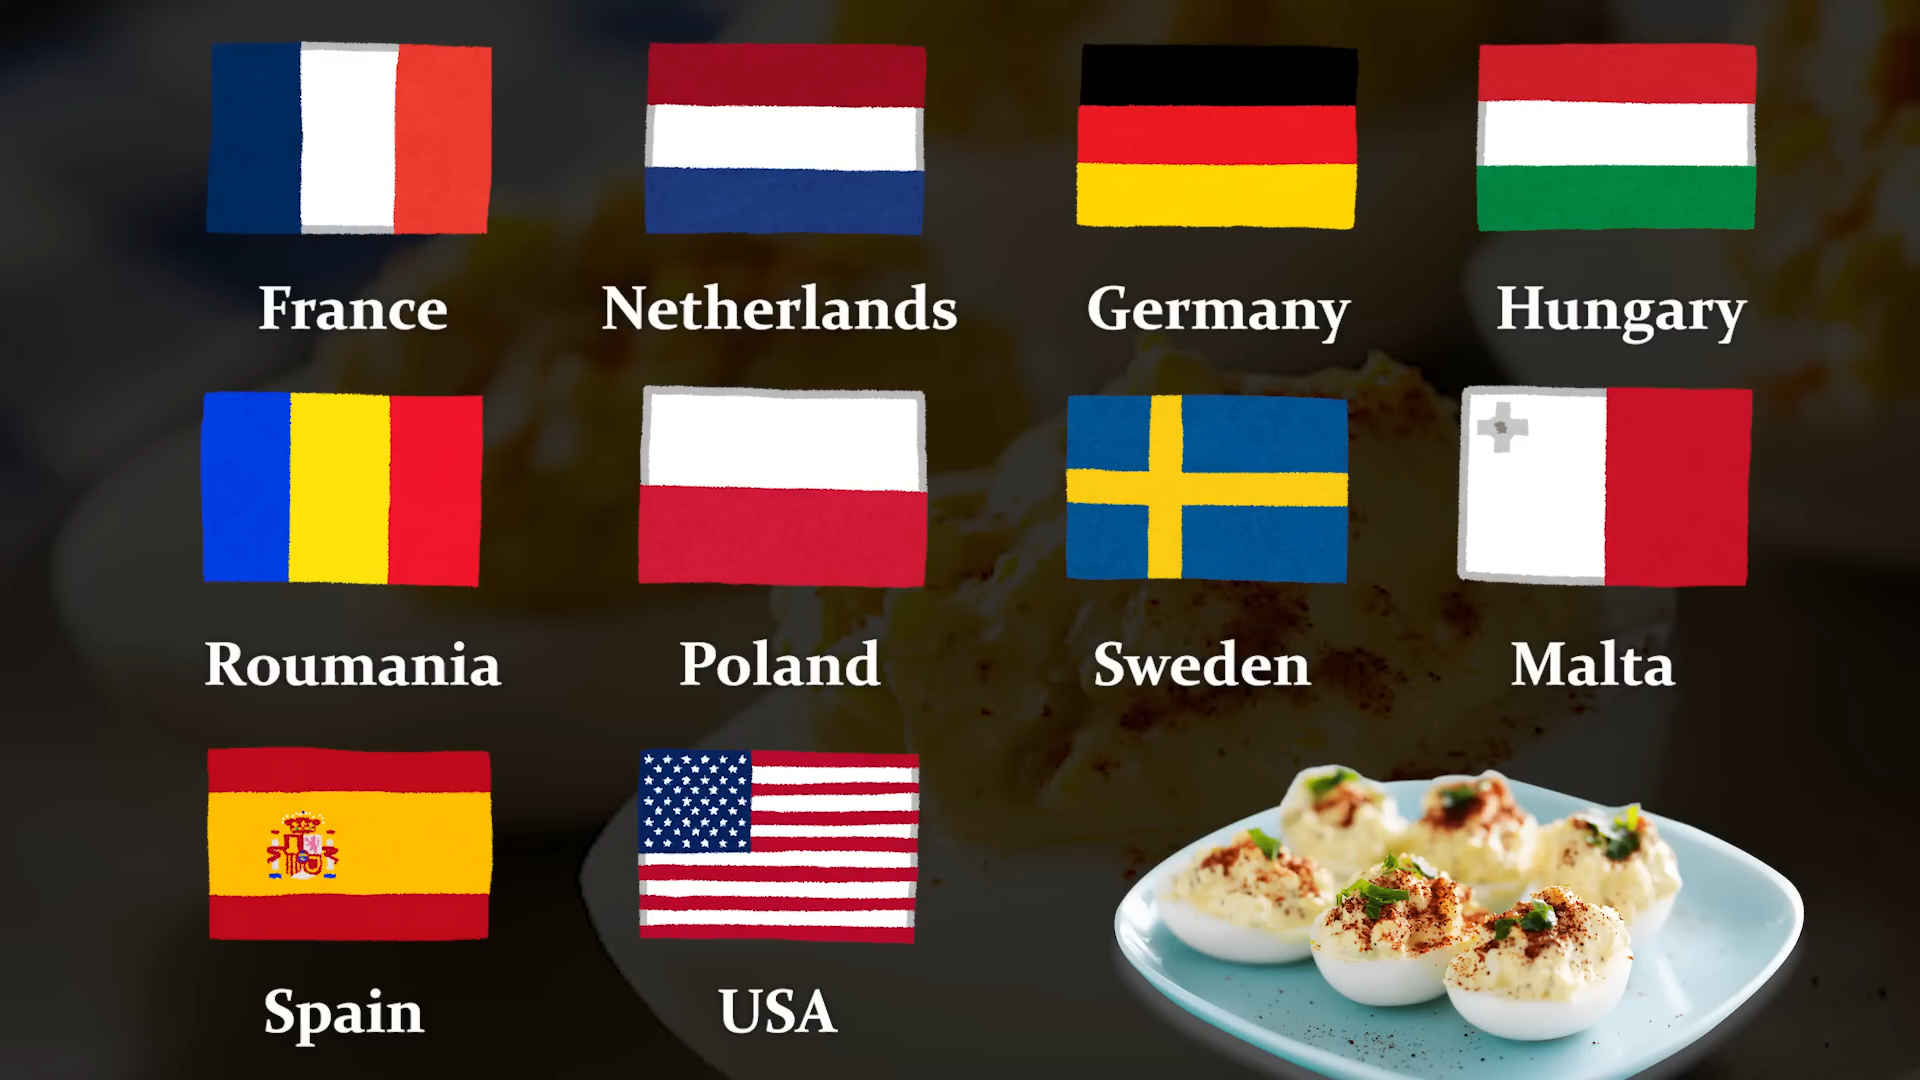 France
Netherlands
Germany
Hungary
Roumania
Poland
Sweden
Malta
Spain
USA